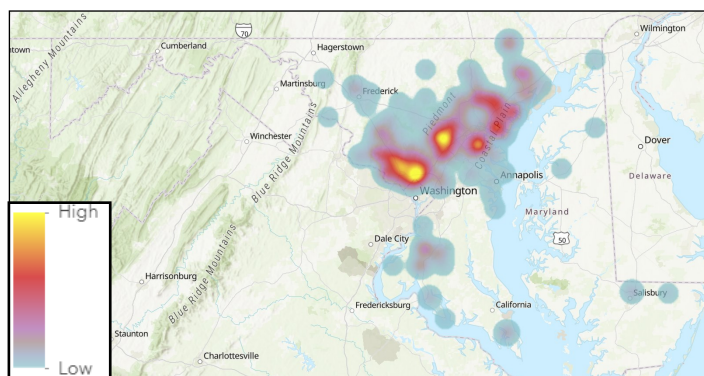 Wilmington
70
Cumberland
Hagerstown
ntown
Allegheny Mountains
Martinsburg
Frederick
Piedmont
Coastal Plain
Winchester
Blue Ridge Mountains
Dover
Annapolis
Delaware
Washington
Maryland
High
Dale City
50
Blue Ridge Mountains
Harrisonburg
Salisbury
Fredericksburg
California
Staunton
Low
Charlottesville